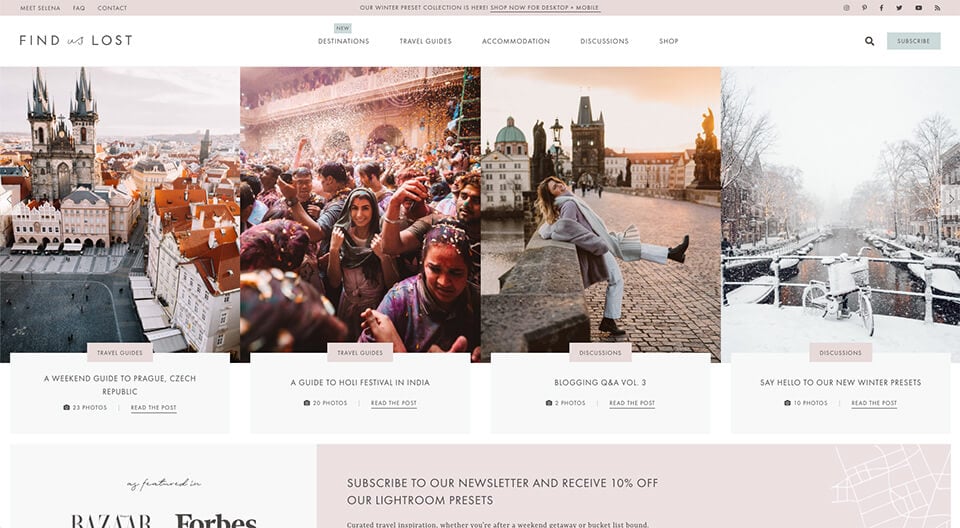 MEET SELENA FAQ CONTACT
OUR WINTER PRESET COLLECTION IS HERE! SHOP NOW FOR DESKTOP + MOBILE
FIND us LOST
NEW
DESTINATIONS TRAVEL GUIDES ACCOMMODATION DISCUSSIONS SHOP
SUBSCRIBE
TRAVEL GUIDES
A WEEKEND GUIDE TO PRAGUE, CZECH
REPUBLIC
23 PHOTOS | READ THE POST
TRAVEL GUIDES
A GUIDE TO HOLI FESTIVAL IN INDIA
20 PHOTOS | READ THE POST
DISCUSSIONS
BLOGGING Q&A VOL. 3
2 PHOTOS | READ THE POST
DISCUSSIONS
SAY HELLO TO OUR NEW WINTER PRESETS
10 PHOTOS | READ THE POST
as featured in
BAZAAR Forbes
SUBSCRIBE TO OUR NEWSLETTER AND RECEIVE 10% OFF
OUR LIGHTROOM PRESETS
Curated travel inspiration, whether you're after a weekend getaway or bucket list bound.